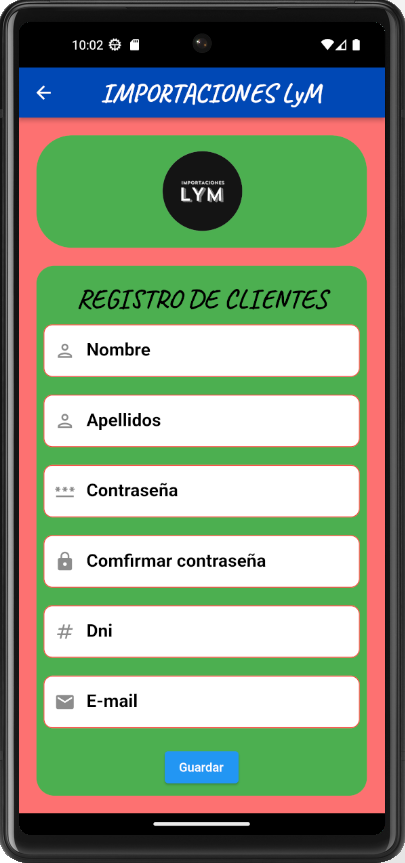 10:02
IMPORTACIONES LyM
IMPORTACIONES
LYM
REGISTRO DE CLIENTES
Nombre
Apellidos
*** Contraseña
Comfirmar contraseña
# Dni
E-mail
Guardar